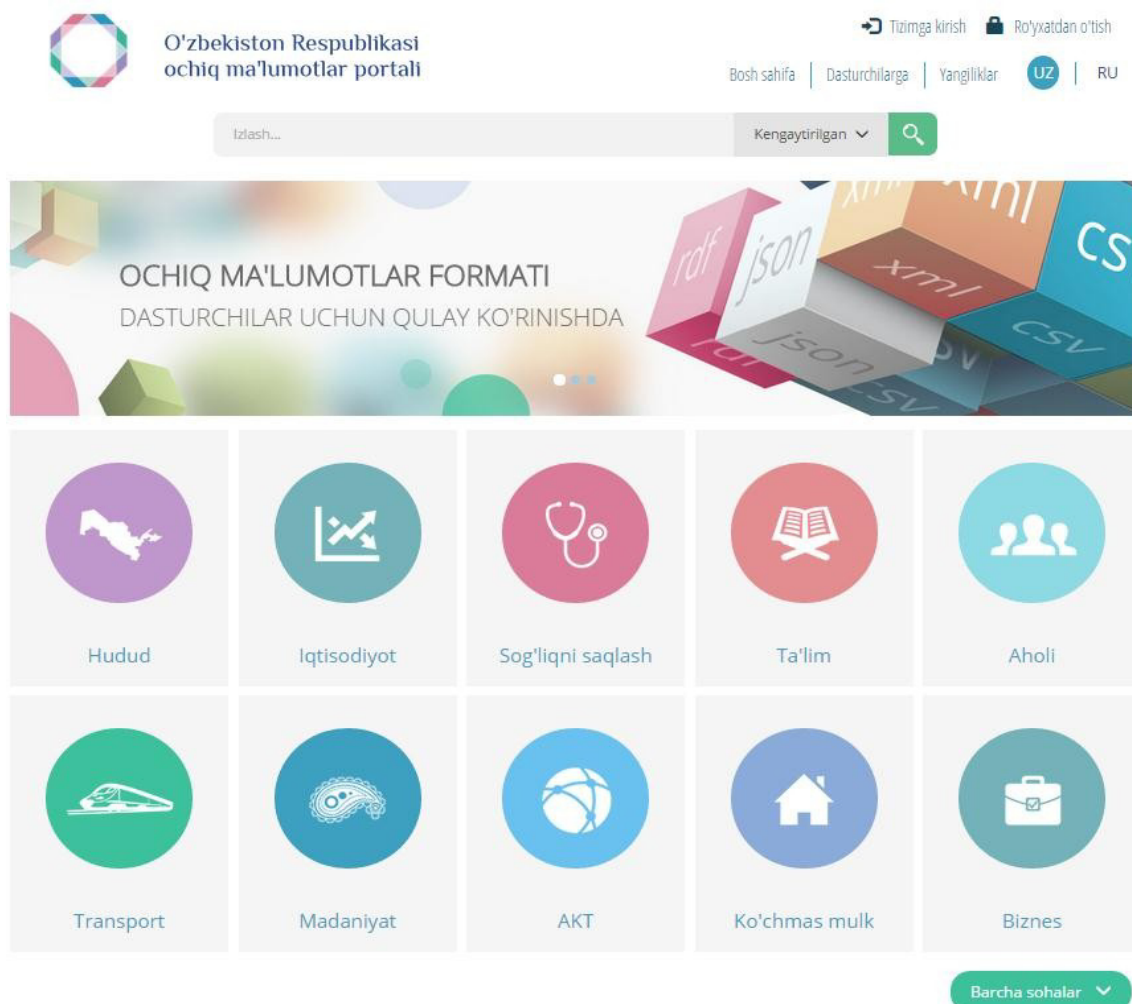 O'zbekiston Respublikasi
ochiq ma'lumotlar portali
Tizimga kirish
Ro'yxatdan o'tish
Bosh sahifa
Dasturchilarga
Yangiliklar
UZ
RU
Izlash...
Kengaytirilgan
OCHIQ MA'LUMOTLAR FORMATI
DASTURCHILAR UCHUN QULAY KO'RINISHDA
rdf
json
xml
xml
cs
rdf
json
xml
csv
csv
Hudud
Iqtisodiyot
Sog'liqni saqlash
Ta'lim
Aholi
Transport
Madaniyat
AKT
Ko'chmas mulk
Biznes
Barcha sohalar